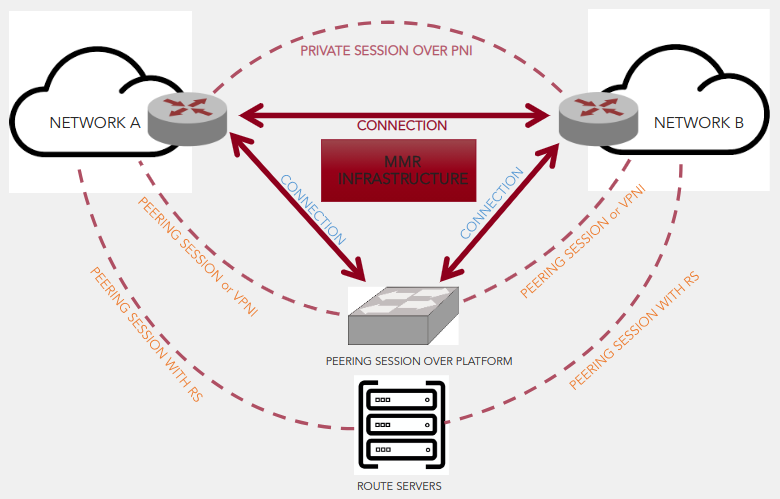 PRIVATE SESSION OVER PNI
NETWORK A
CONNECTION
NETWORK B
MMR
INFRASTRUCTURE
CONNECTION
CONNECTION
PEERING SESSION or VPNI
PEERING SESSION or VPNI
PEERING SESSION WITH RS
PEERING SESSION WITH RS
PEERING SESSION OVER PLATFORM
ROUTE SERVERS